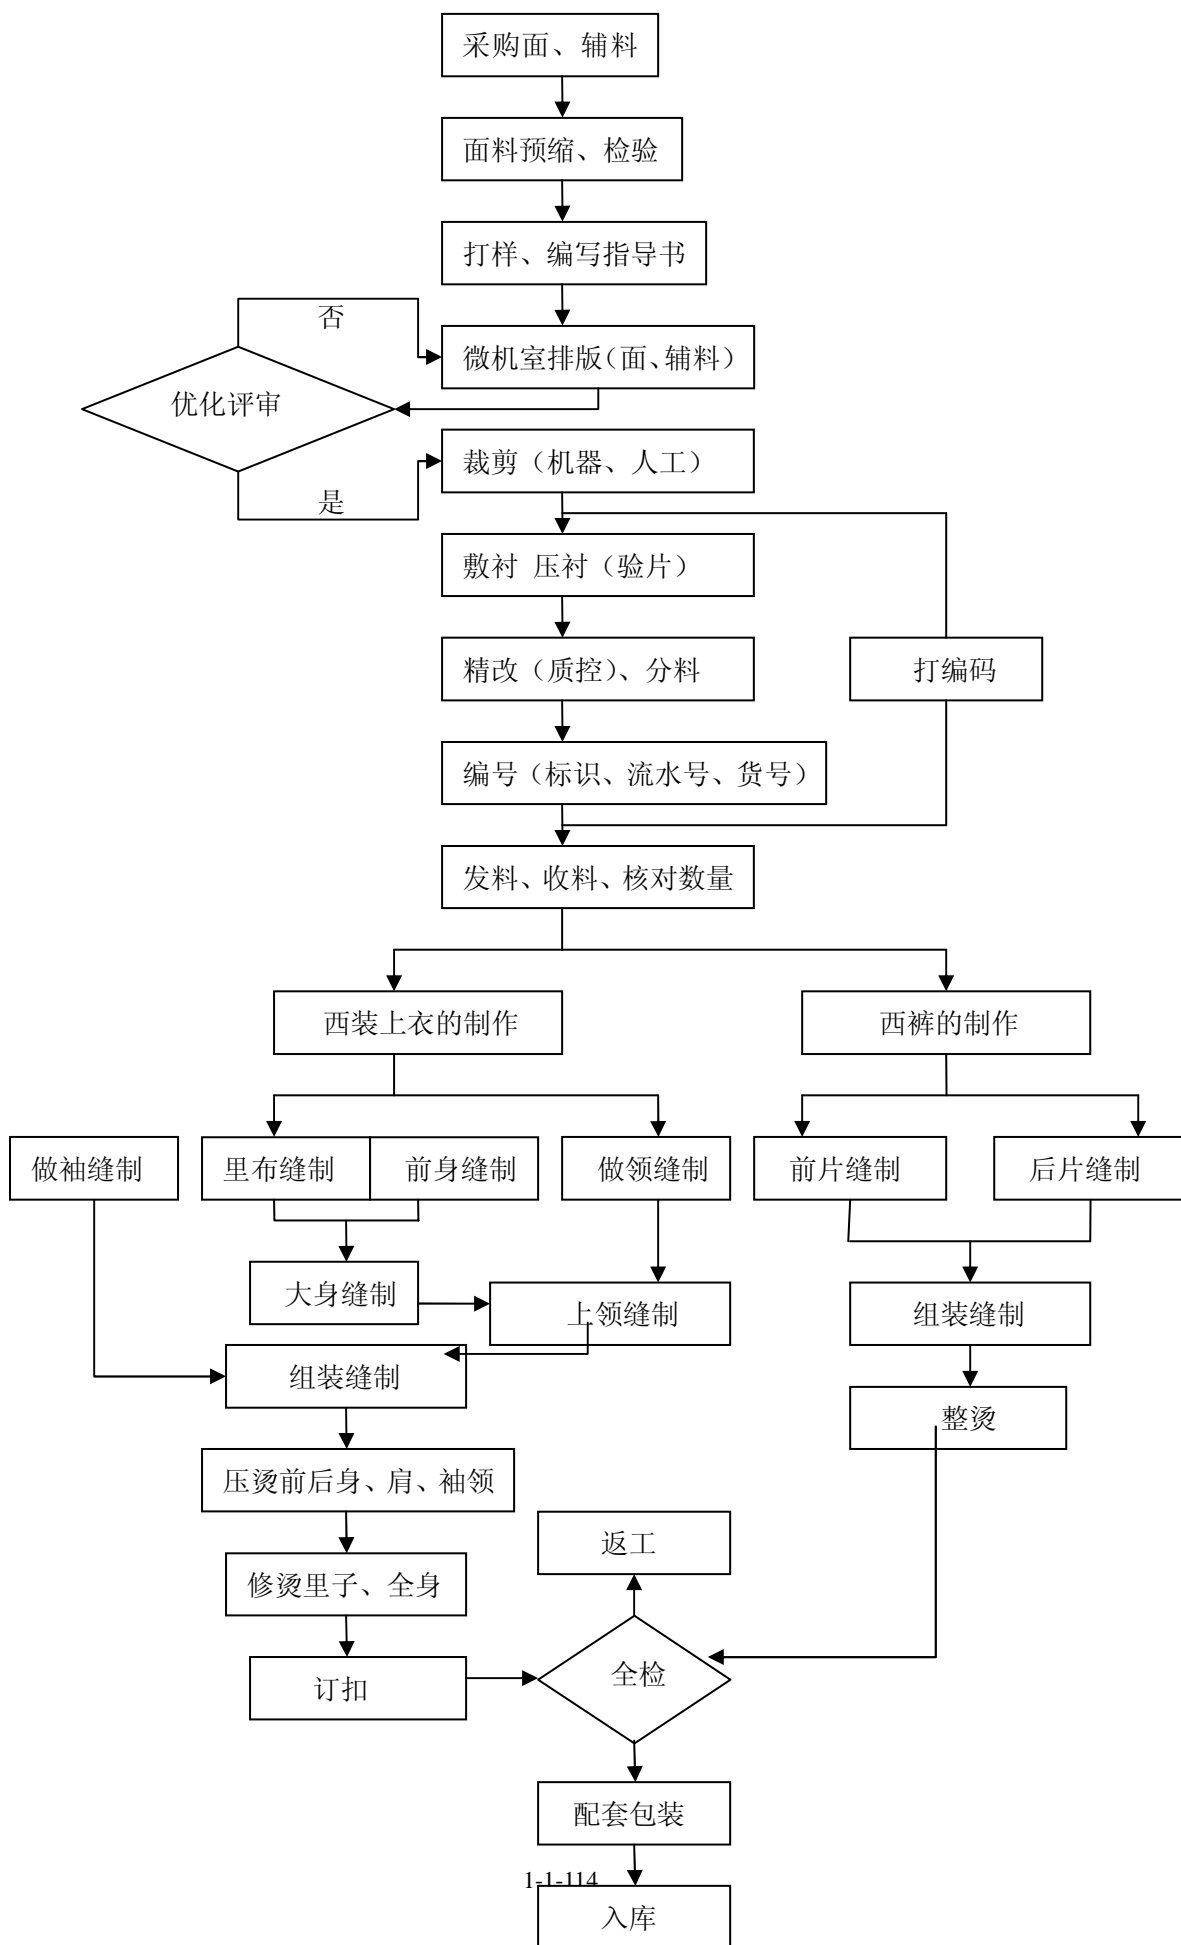 采购面、辅料
面料预缩、检验
打样、编写指导书
否
微机室排版（面、辅料）
优化评审
裁剪（机器、人工）
是
敷衬 压衬（验片）
精改（质控）、分料
打编码
编号（标识、流水号、货号）
发料、收料、核对数量
西装上衣的制作
西裤的制作
做袖缝制
里布缝制
前身缝制
做领缝制
前片缝制
后片缝制
大身缝制
上领缝制
组装缝制
组装缝制
整烫
压烫前后身、肩、袖领
返工
修烫里子、全身
全检
订扣
配套包装
1-1-114
入库